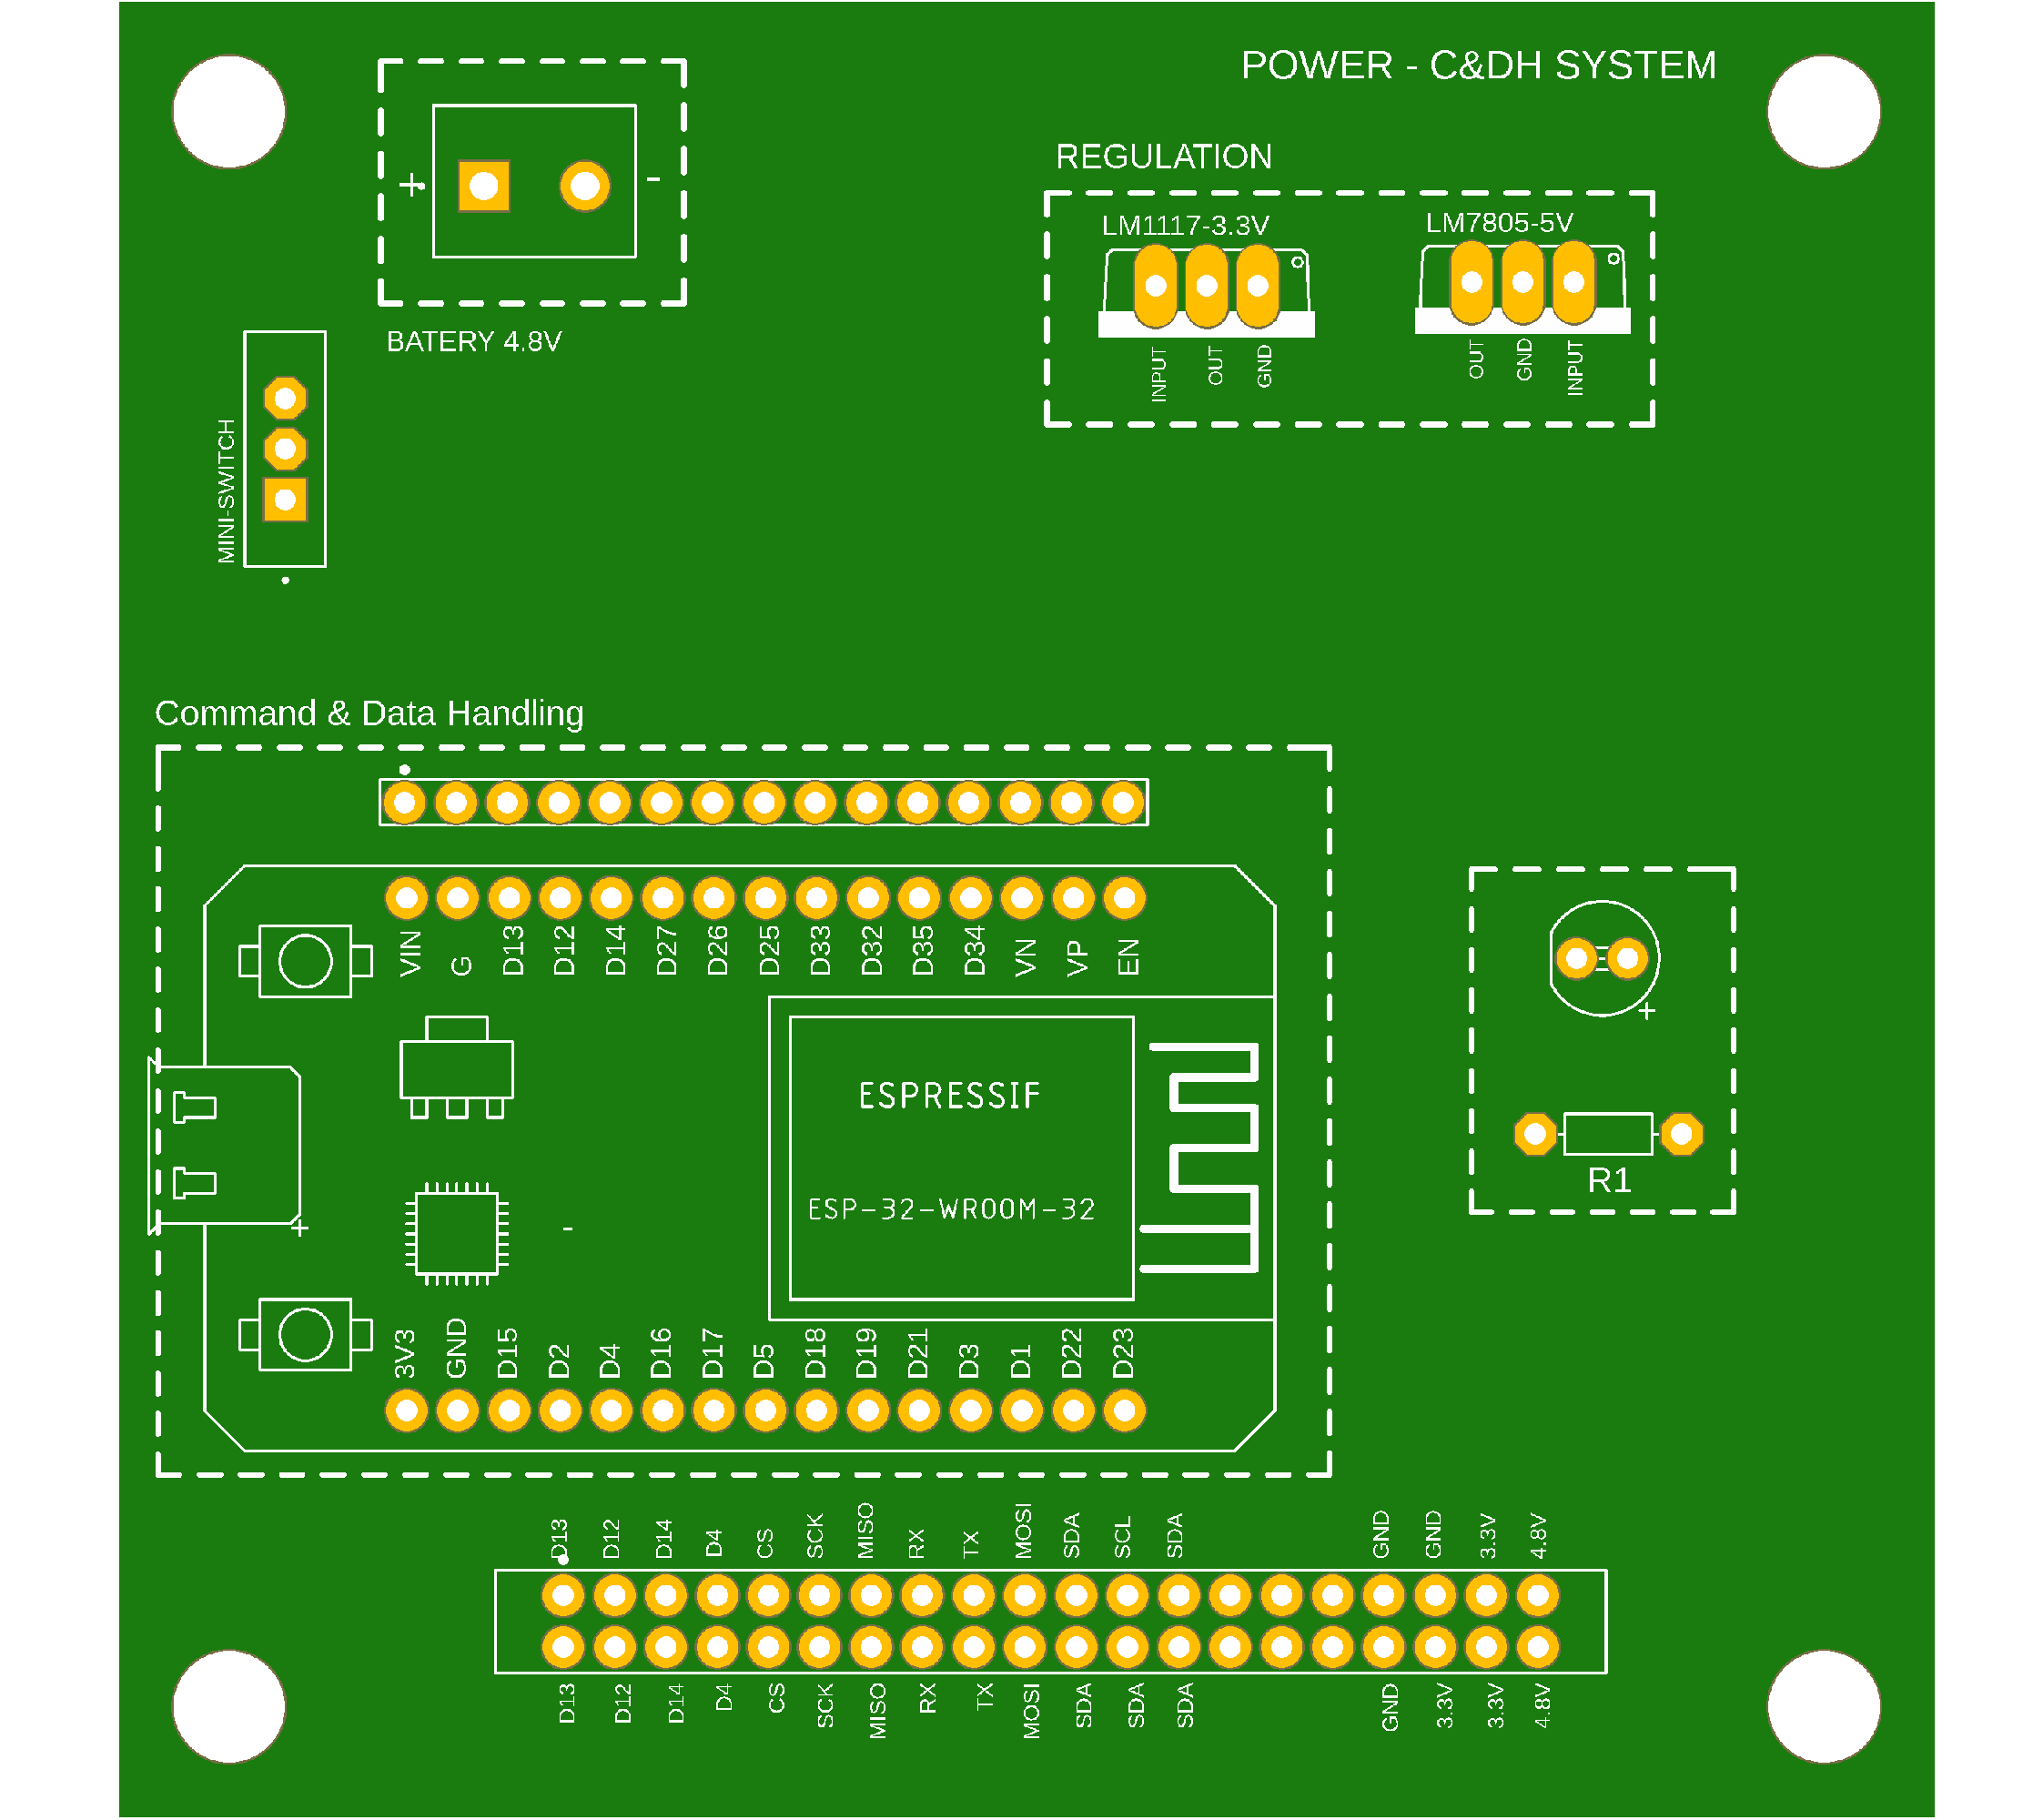 POWER - C&DH SYSTEM
+ -
BATERY 4.8V
REGULATION
LM1117-3.3V LM7805-5V
INPUT OUT GND OUT GND INPUT
MINI-SWITCH
Command & Data Handling
VIN G D13 D12 D14 D27 D26 D25 D33 D32 D35 D34 VN VP EN
+
ESPRESSIF
R1
ESP-32-WROOM-32
+ -
3V3 GND D15 D2 D4 D16 D17 D5 D18 D19 D21 D3 D1 D22 D23
D13 D12 D14 D4 CS SCK MISO RX TX MOSI SDA SCL SDA GND GND 3.3V 4.8V
D13 D12 D14 D4 CS SCK MISO RX TX MOSI SDA SDA SDA GND 3.3V 3.3V 4.8V